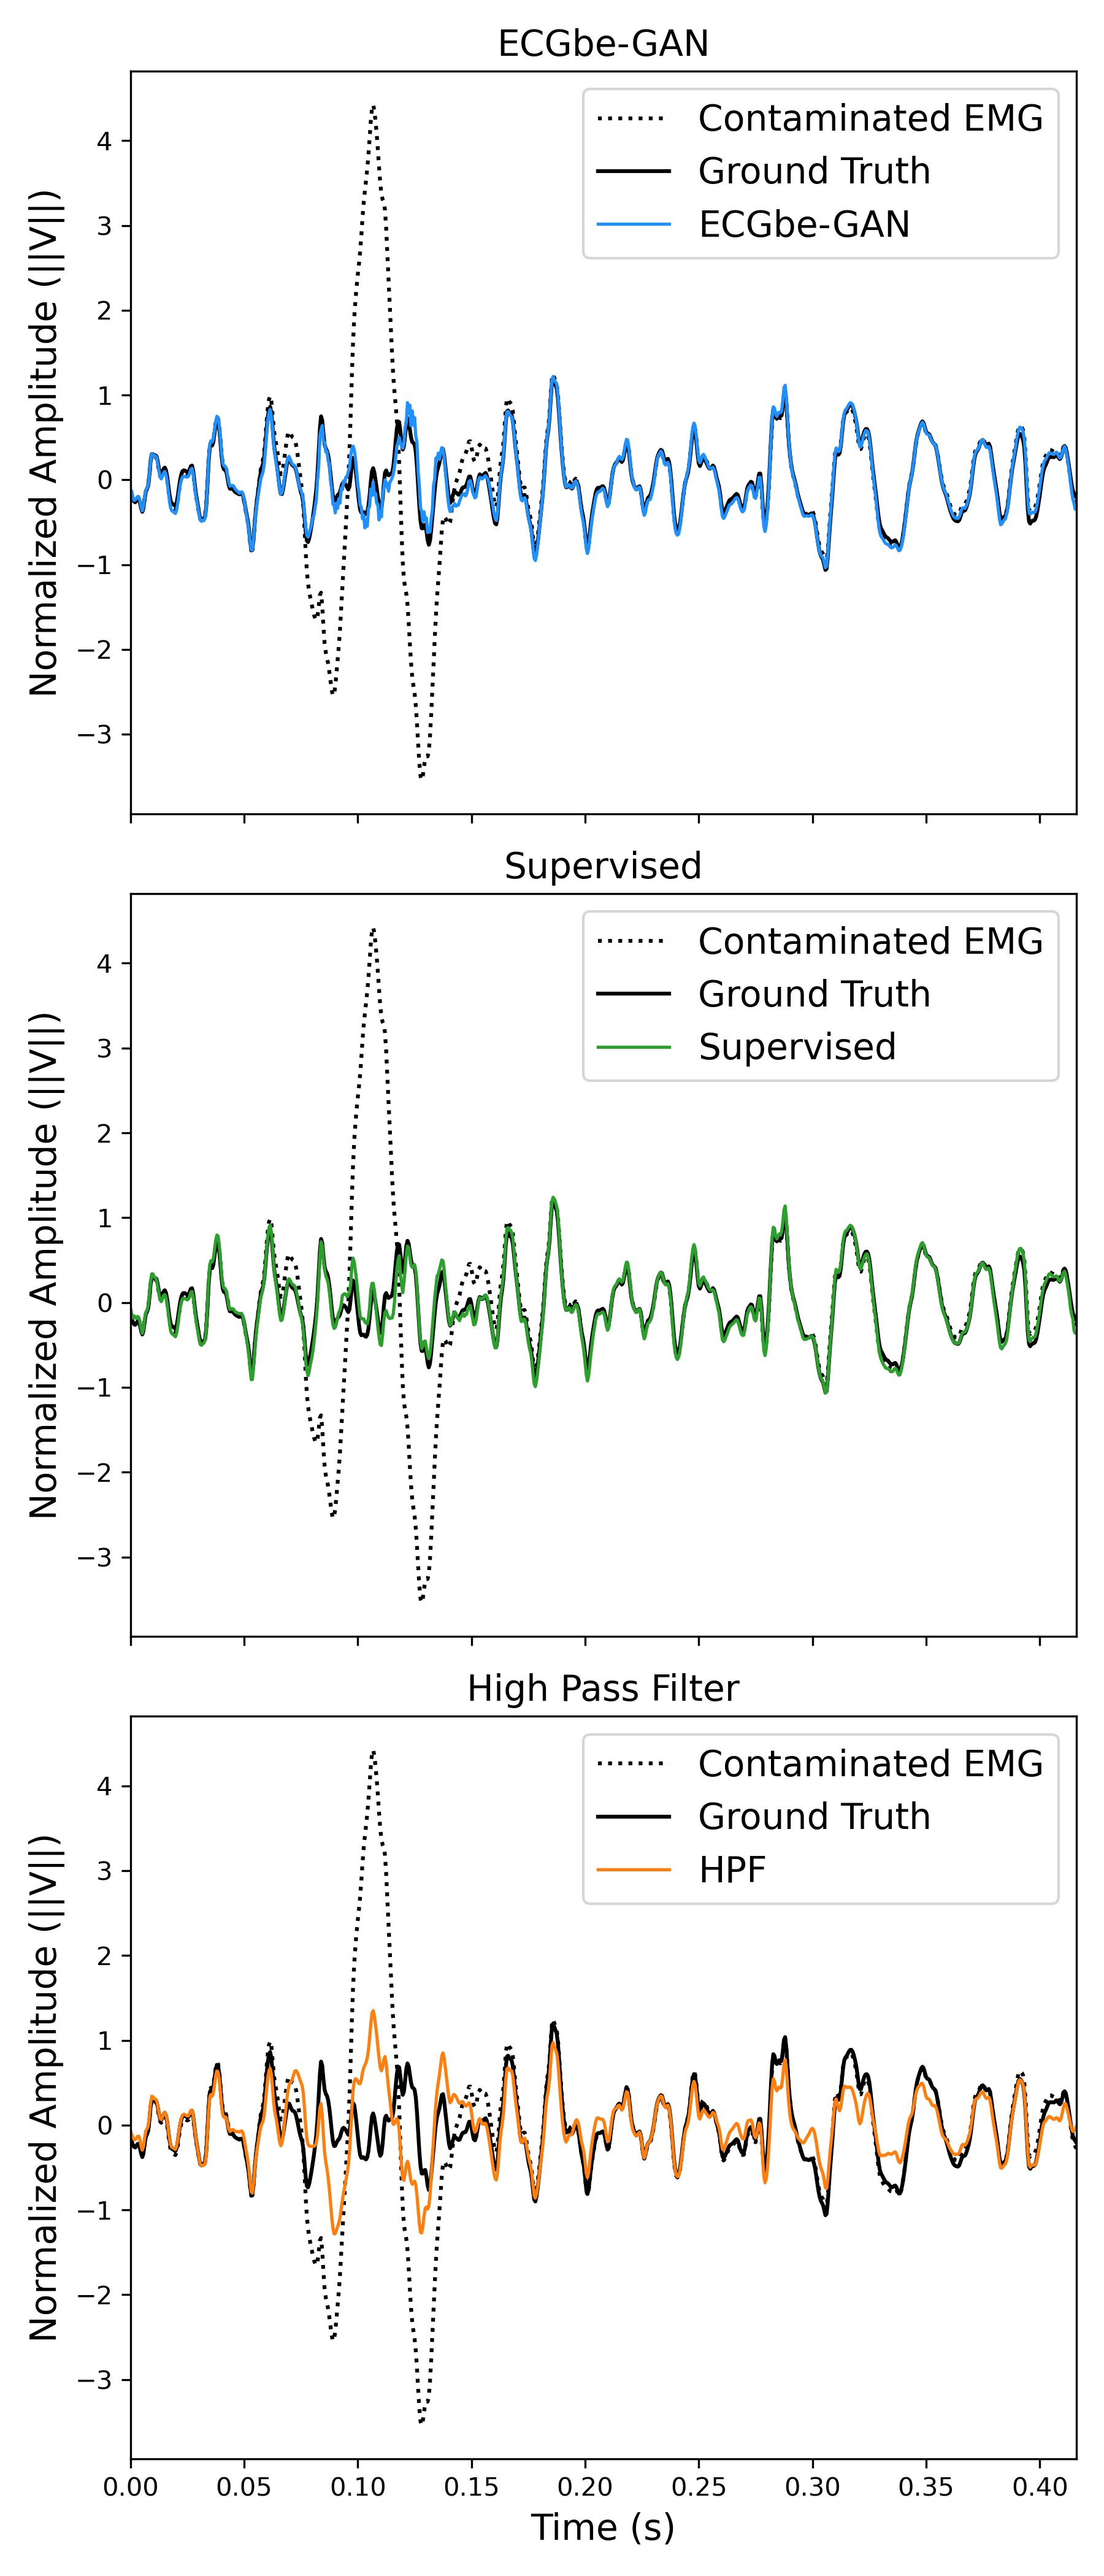 ECGbe-GAN
Normalized Amplitude (||V||)
4
3
2
1
0
−1
−2
−3
Contaminated EMG
Ground Truth
ECGbe-GAN
Supervised
Normalized Amplitude (||V||)
4
3
2
1
0
−1
−2
−3
Contaminated EMG
Ground Truth
Supervised
High Pass Filter
Normalized Amplitude (||V||)
4
3
2
1
0
−1
−2
−3
Contaminated EMG
Ground Truth
HPF
0.00 0.05 0.10 0.15 0.20 0.25 0.30 0.35 0.40
Time (s)